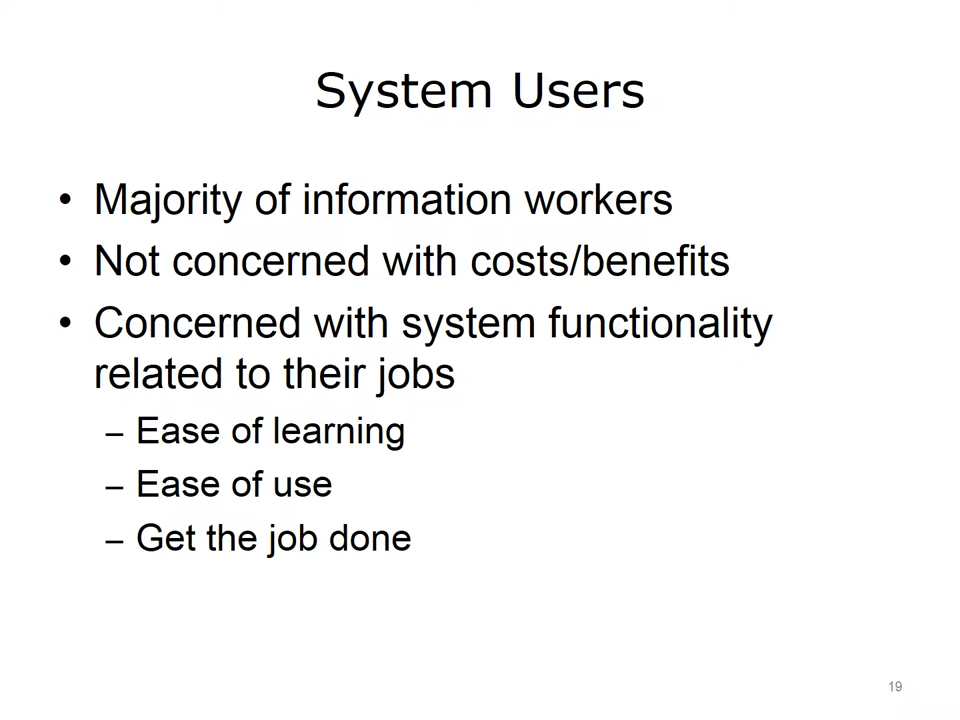 System Users
• Majority of information workers
• Not concerned with costs/benefits
• Concerned with system functionality
related to their jobs
– Ease of learning
– Ease of use
– Get the job done
19